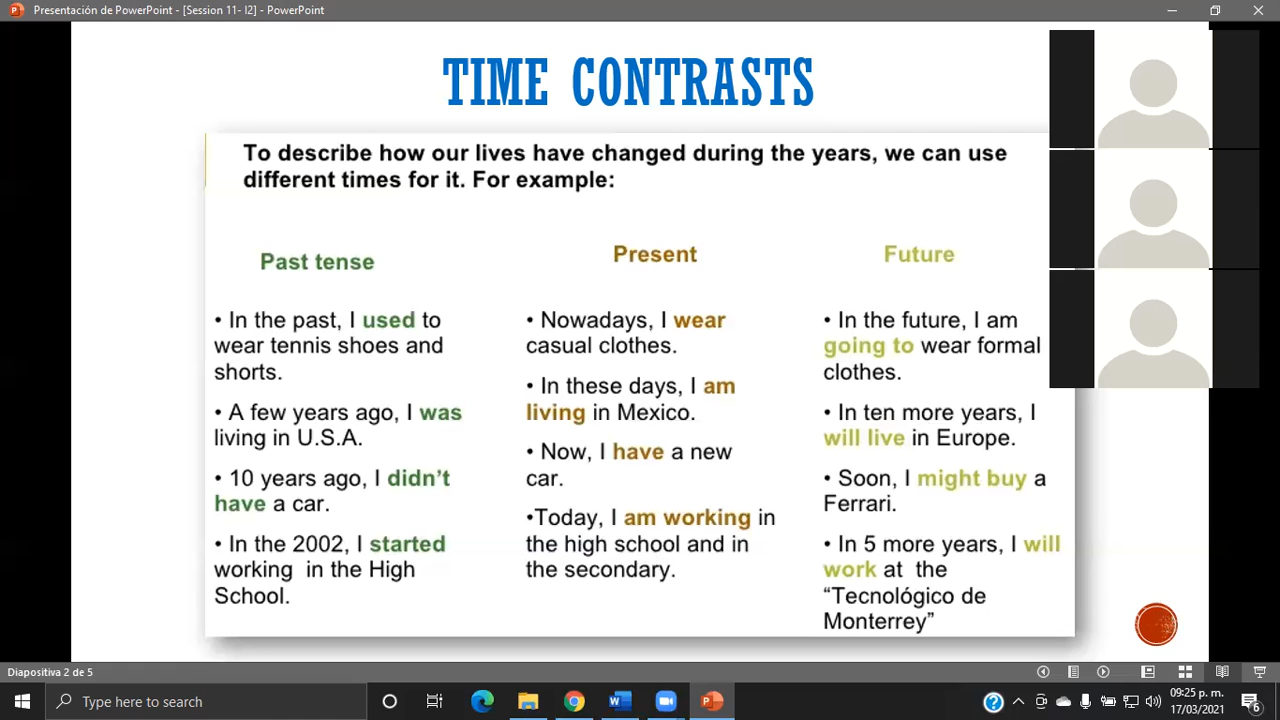 Presentación de PowerPoint - [Session 11- I2] - PowerPoint
TIME CONTRASTS
To describe how our lives have changed during the years, we can use
different times for it. For example:
Past tense
• In the past, I used to
wear tennis shoes and
shorts.
• A few years ago, I was
living in U.S.A.
• 10 years ago, I didn't
have a car.
• In the 2002, I started
working in the High
School.
Present
• Nowadays, I wear
casual clothes.
• In these days, I am
living in Mexico.
• Now, I have a new
car.
•Today, I am working in
the high school and in
the secondary.
Future
• In the future, I am
going to wear formal
clothes.
• In ten more years, I
will live in Europe.
• Soon, I might buy a
Ferrari.
• In 5 more years, I will
work at the
“Tecnológico de
Monterrey”
Diapositiva 2 de 5
Type here to search
09:25 p. m.
17/03/2021
6